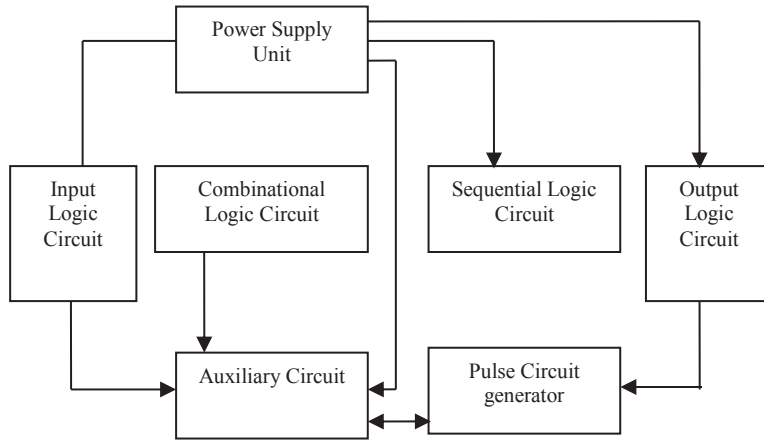 Power Supply
Unit
Input
Logic
Circuit
Combinational
Logic Circuit
Sequential Logic
Circuit
Output
Logic
Circuit
Auxiliary Circuit
Pulse Circuit
generator